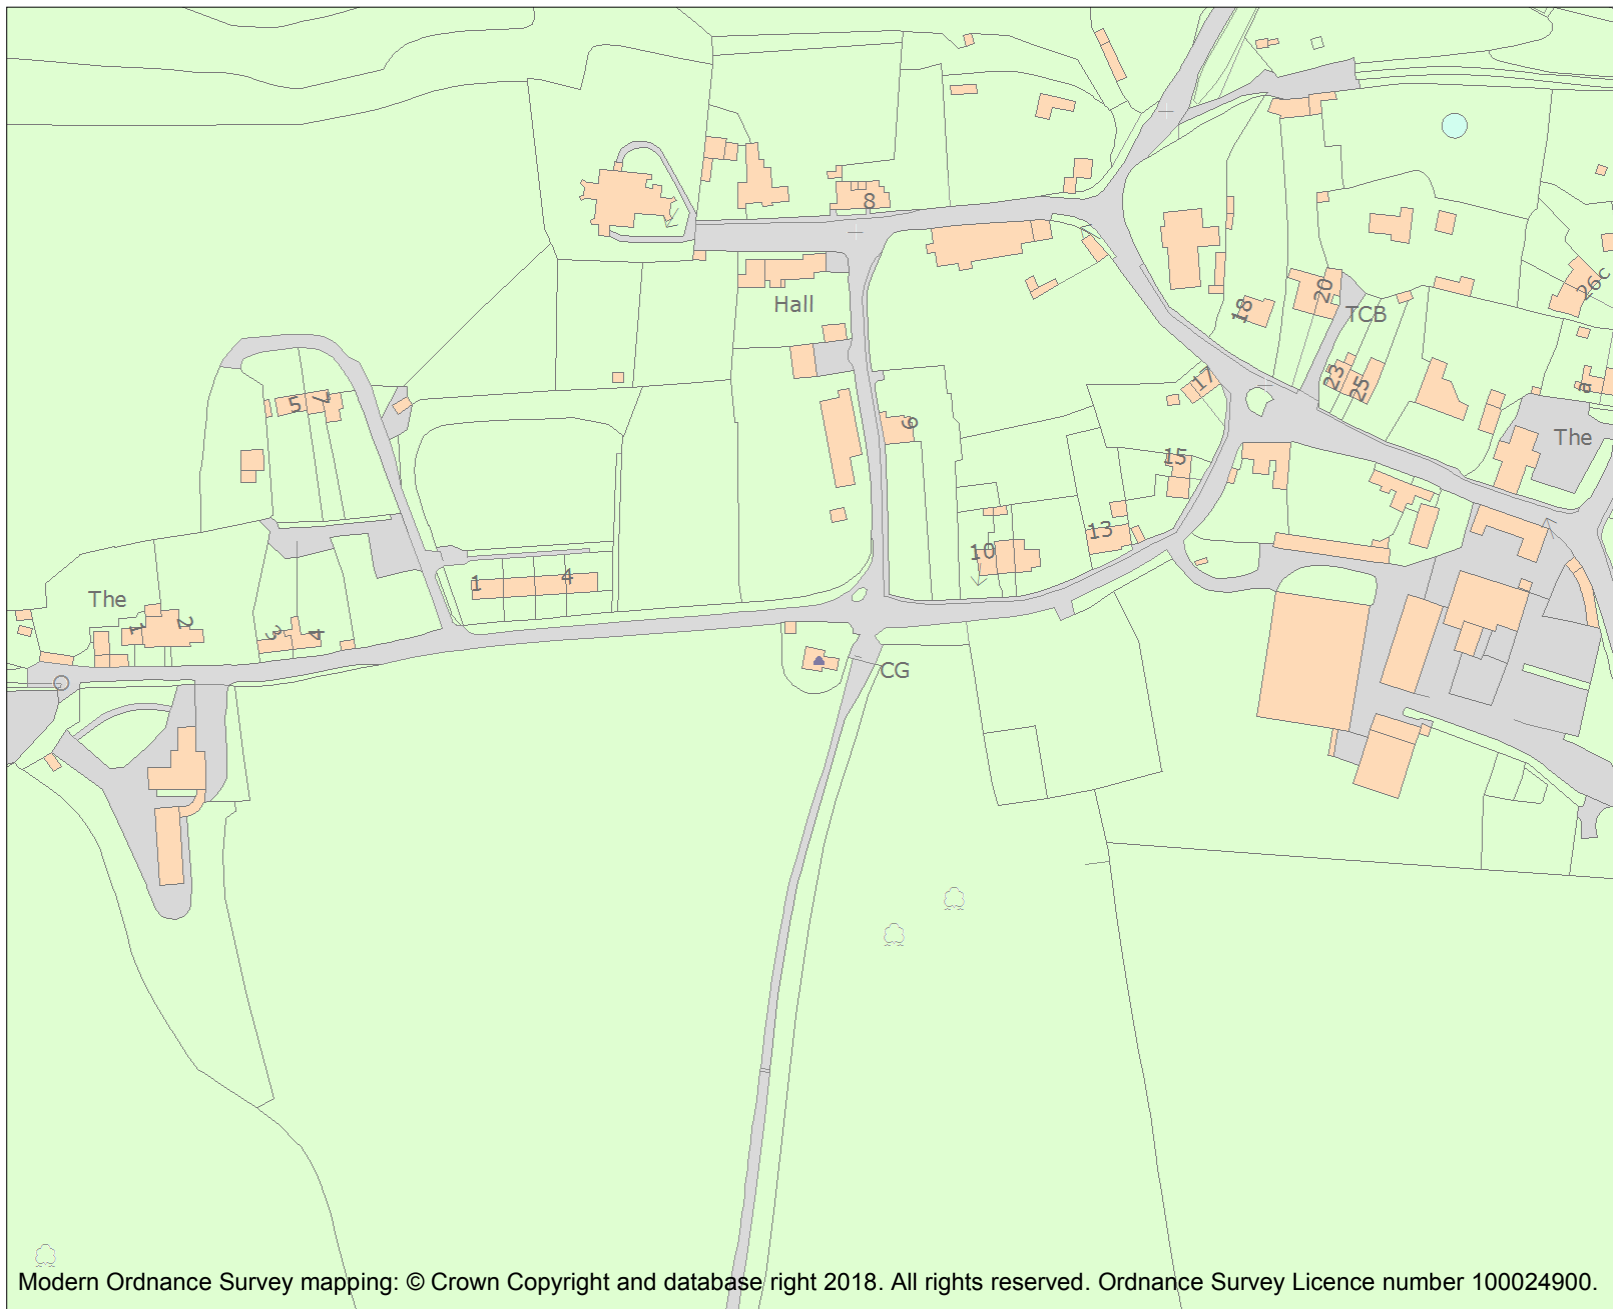 8
Hall
18
20
TCB
26c
23
25
a
17
5
7
6
The
15
13
10
1
4
The
1
2
3
4
CG
Modern Ordnance Survey mapping: © Crown Copyright and database right 2018. All rights reserved. Ordnance Survey Licence number 100024900.